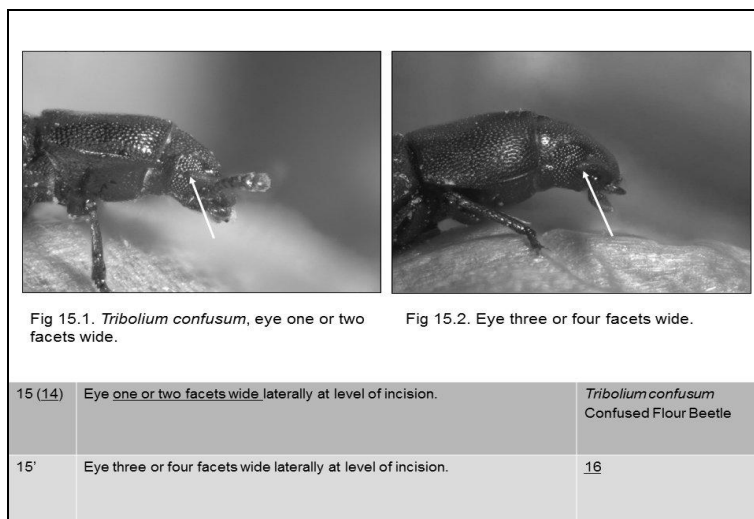 Fig 15.1. Tribolium confusum, eye one or two
facets wide.
Fig 15.2. Eye three or four facets wide.
15 (14) Eye one or two facets wide laterally at level of incision. Tribolium confusum
Confused Flour Beetle
15’ Eye three or four facets wide laterally at level of incision. 16